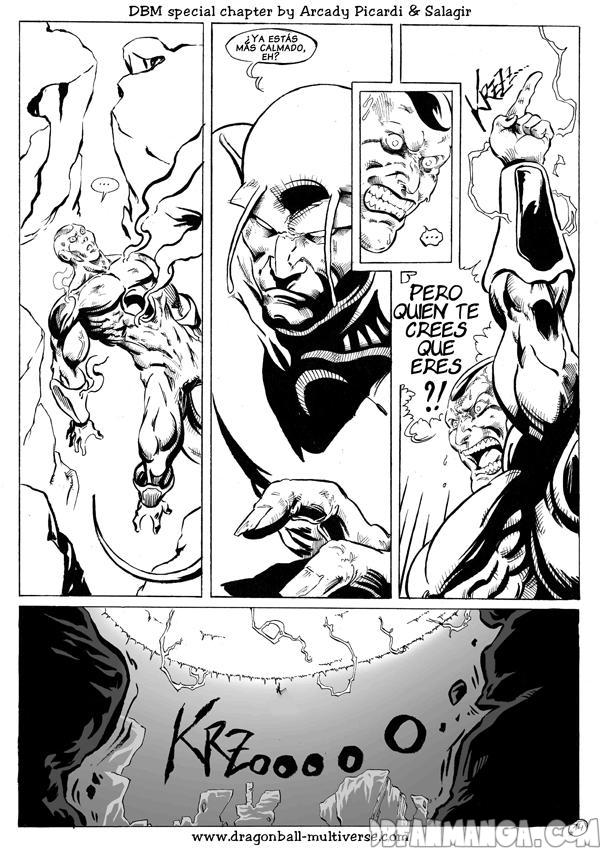 DBM special chapter by Arcady Picardi & Salagir
...
¿YA ESTÁS
MÁS CALMADO,
EH?
...
KRZZ
PERO
QUIEN TE
CREES
QUE
ERES
?!
KRZOOOO O
www.dragonball-multiverse.com